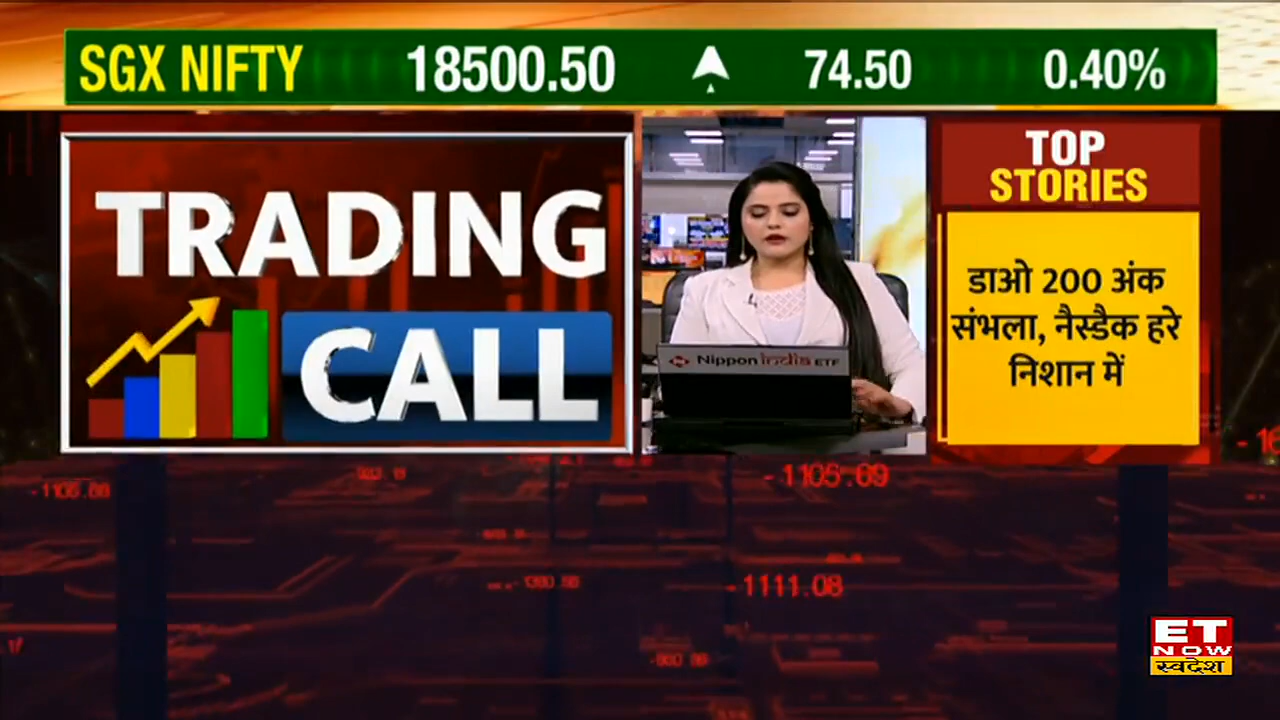 SGX NIFTY 18500.50 74.50 0.40%
TRADING
CALL
Nippon india ETF
TOP
STORIES
डाओ 200 अंक
संभला, नैस्डैक हरे
निशान में
-1105.69
-1111.08
ET
NOW
स्वदेश